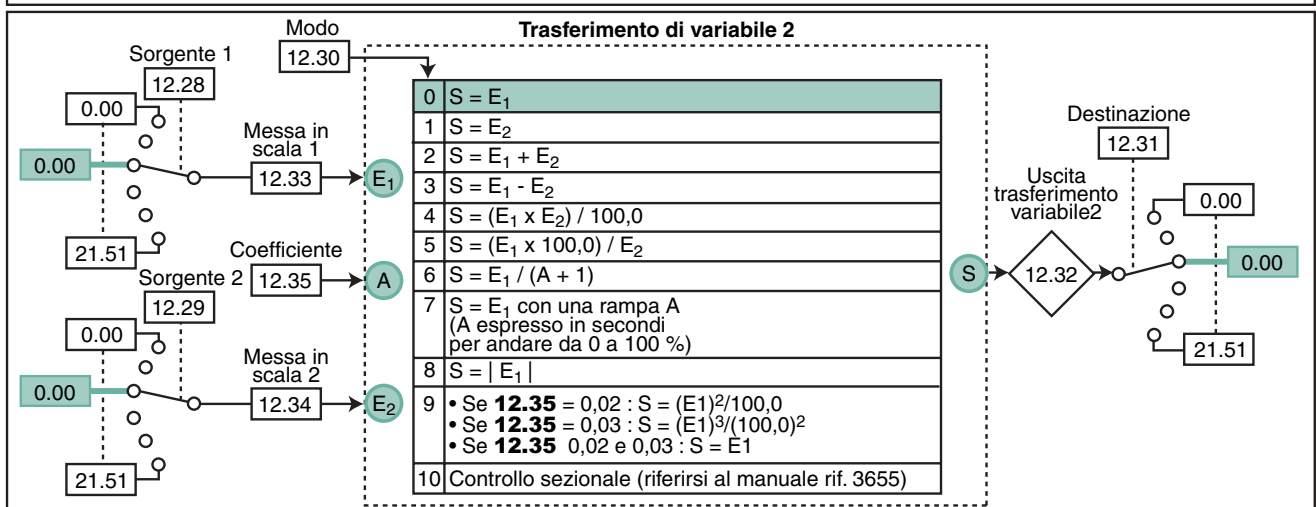 Trasferimento di variabile 2
Modo
12.30
Sorgente 1
12.28
0.00
0.00
21.51
Messa in
scala 1
12.33
E1
Coefficiente
12.35
A
Sorgente 2
12.29
0.00
0.00
21.51
Messa in
scala 2
12.34
E2
0 S = E1
1 S = E2
2 S = E1 + E2
3 S = E1 - E2
4 S = (E1 x E2) / 100,0
5 S = (E1 x 100,0) / E2
6 S = E1 / (A + 1)
7 S = E1 con una rampa A
(A espresso in secondi
per andare da 0 a 100 %)
8 S = | E1 |
9 • Se 12.35 = 0,02 : S = (E1)²/100,0
• Se 12.35 = 0,03 : S = (E1)³/(100,0)²
• Se 12.35 0,02 e 0,03 : S = E1
10 Controllo sezionale (riferirsi al manuale rif. 3655)
S
Uscita
trasferimento
variabile2
12.32
Destinazione
12.31
0.00
0.00
21.51